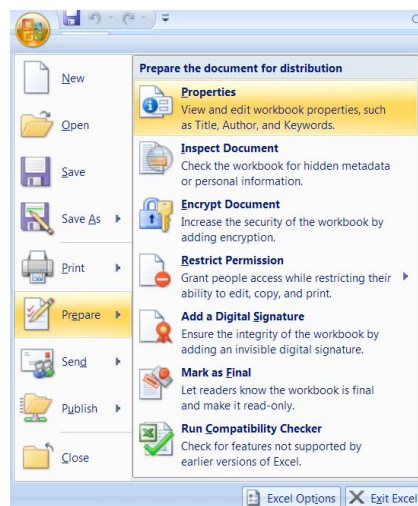 New
Open
Save
Save As
Print
Prepare
Send
Publish
Close
Prepare the document for distribution
Properties
View and edit workbook properties, such
as Title, Author, and Keywords.
Inspect Document
Check the workbook for hidden metadata
or personal information.
Encrypt Document
Increase the security of the workbook by
adding encryption.
Restrict Permission
Grant people access while restricting their
ability to edit, copy, and print.
Add a Digital Signature
Ensure the integrity of the workbook by
adding an invisible digital signature.
Mark as Final
Let readers know the workbook is final
and make it read-only.
Run Compatibility Checker
Check for features not supported by
earlier versions of Excel.
Excel Options
Exit Excel